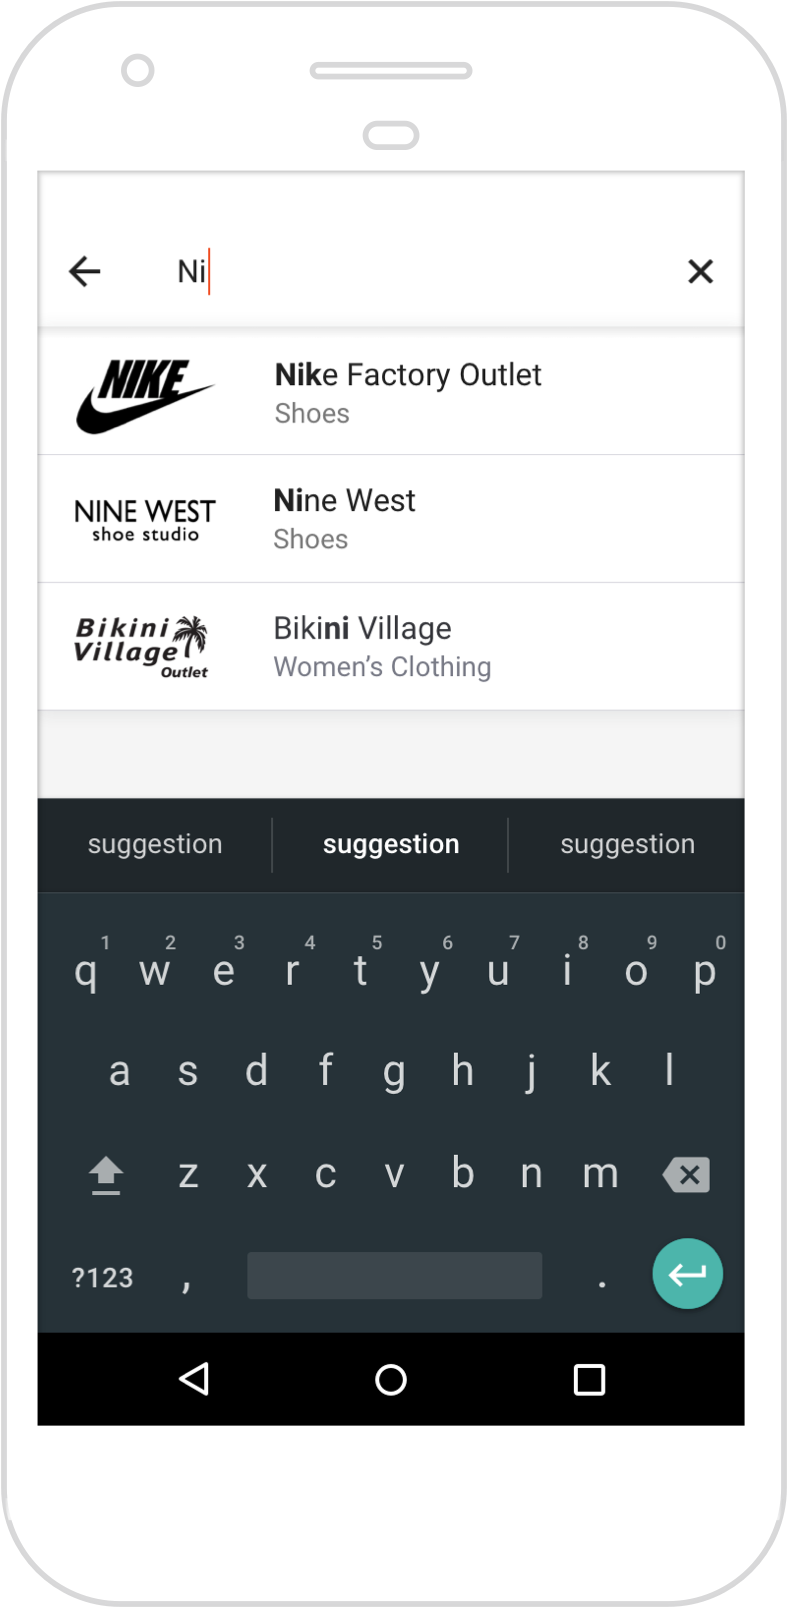 Ni
NIKE
Nike Factory Outlet
Shoes
NINE WEST
shoe studio
Nine West
Shoes
Bikini
Village
Outlet
Bikini Village
Women’s Clothing
suggestion suggestion suggestion
1 2 3 4 5 6 7 8 9 0
q w e r t y u i o p
a s d f g h j k l
z x c v b n m
?123 , .